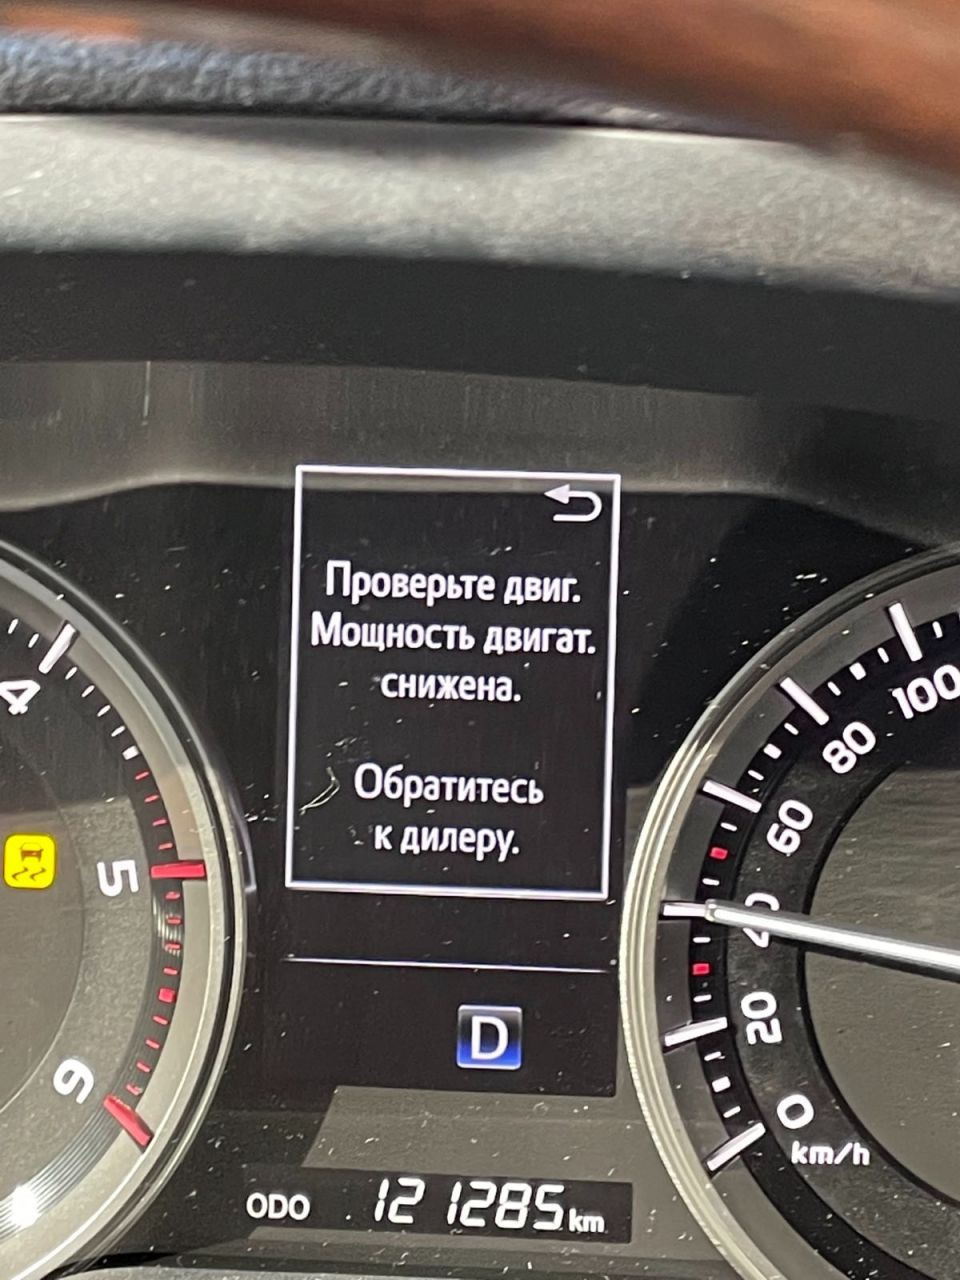 Проверьте двиг.
Мощность двигат.
снижена.
Обратитесь
к дилеру.
4
5
6
D
100
80
60
40
20
0
km/h
ODO 121285 km